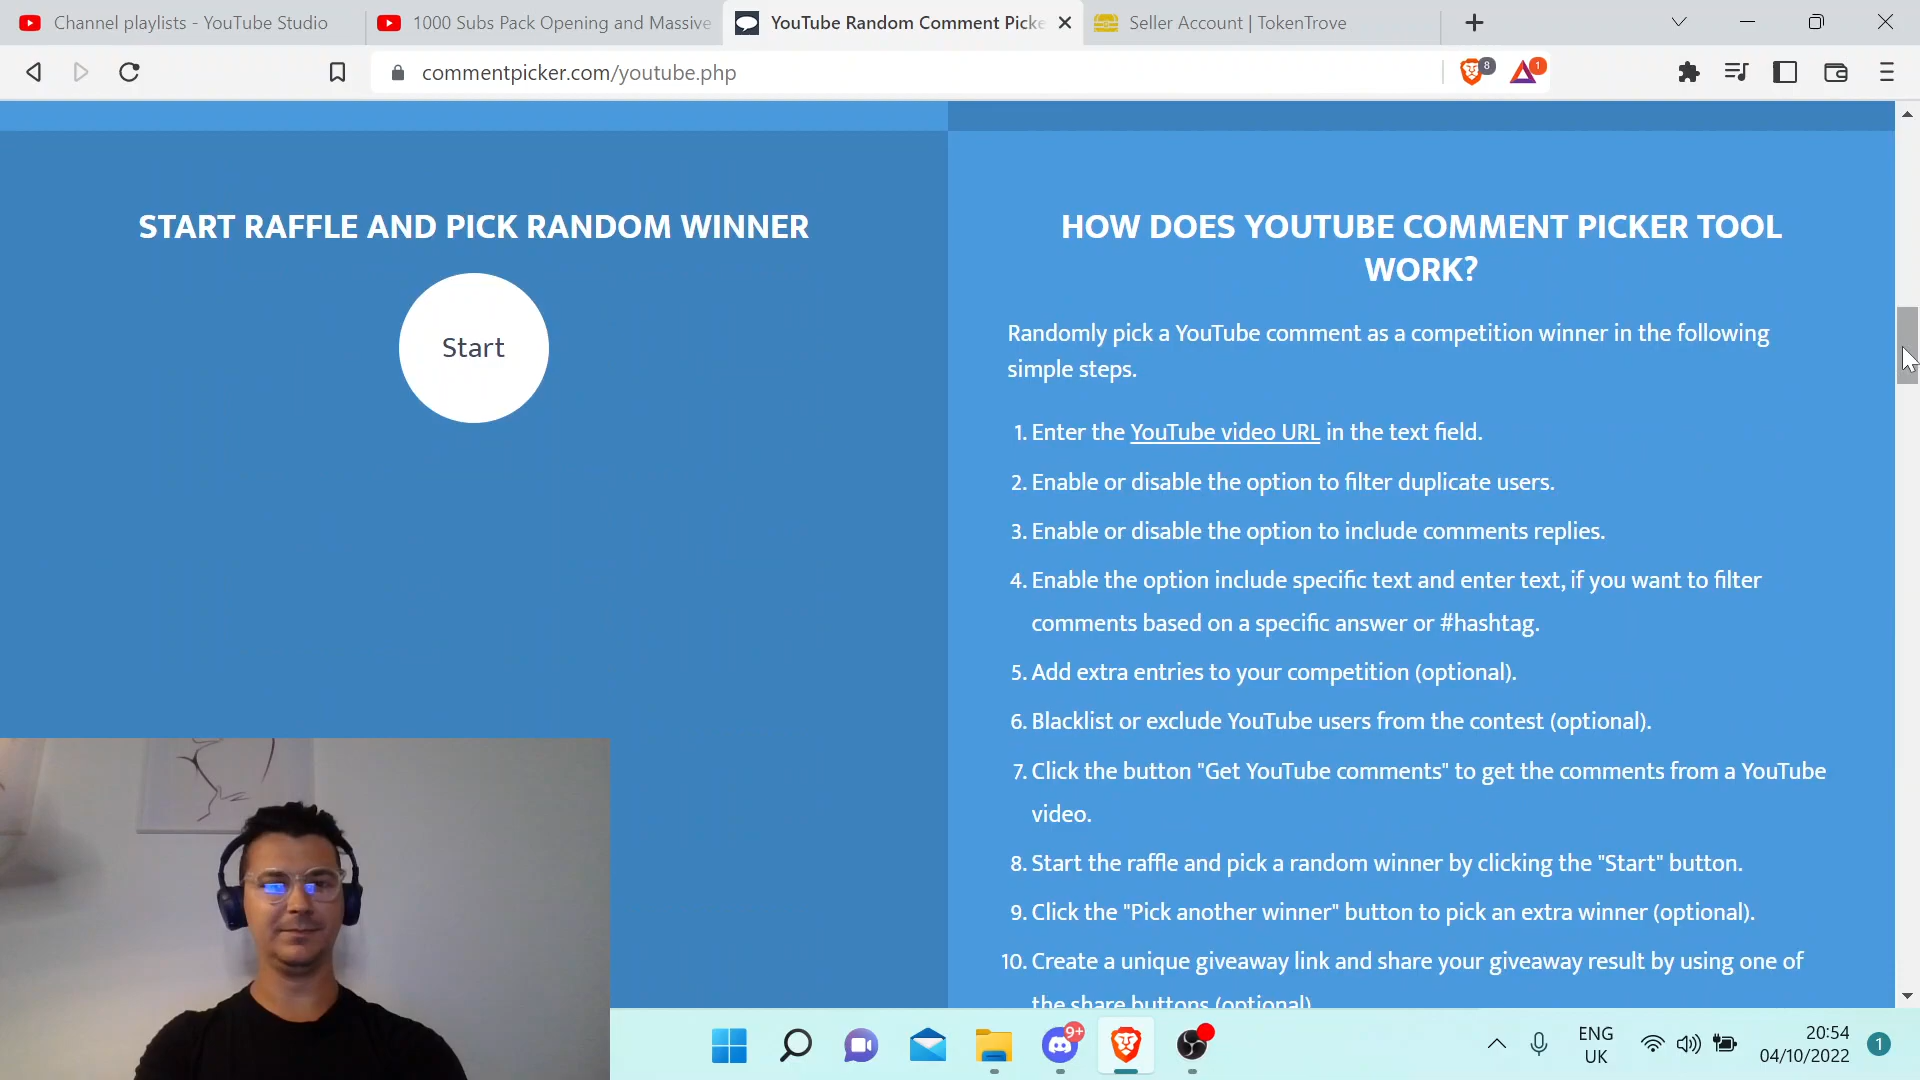 Channel playlists - YouTube Studio
1000 Subs Pack Opening and Massive
YouTube Random Comment Picke
Seller Account | TokenTrove
commentpicker.com/youtube.php
8
1
START RAFFLE AND PICK RANDOM WINNER
Start
HOW DOES YOUTUBE COMMENT PICKER TOOL
WORK?
Randomly pick a YouTube comment as a competition winner in the following
simple steps.
1. Enter the YouTube video URL in the text field.
2. Enable or disable the option to filter duplicate users.
3. Enable or disable the option to include comments replies.
4. Enable the option include specific text and enter text, if you want to filter
comments based on a specific answer or #hashtag.
5. Add extra entries to your competition (optional).
6. Blacklist or exclude YouTube users from the contest (optional).
7. Click the button "Get YouTube comments" to get the comments from a YouTube
video.
8. Start the raffle and pick a random winner by clicking the "Start" button.
9. Click the "Pick another winner" button to pick an extra winner (optional).
10. Create a unique giveaway link and share your giveaway result by using one of
the share buttons (optional)
9+
ENG
UK
20:54
04/10/2022
1